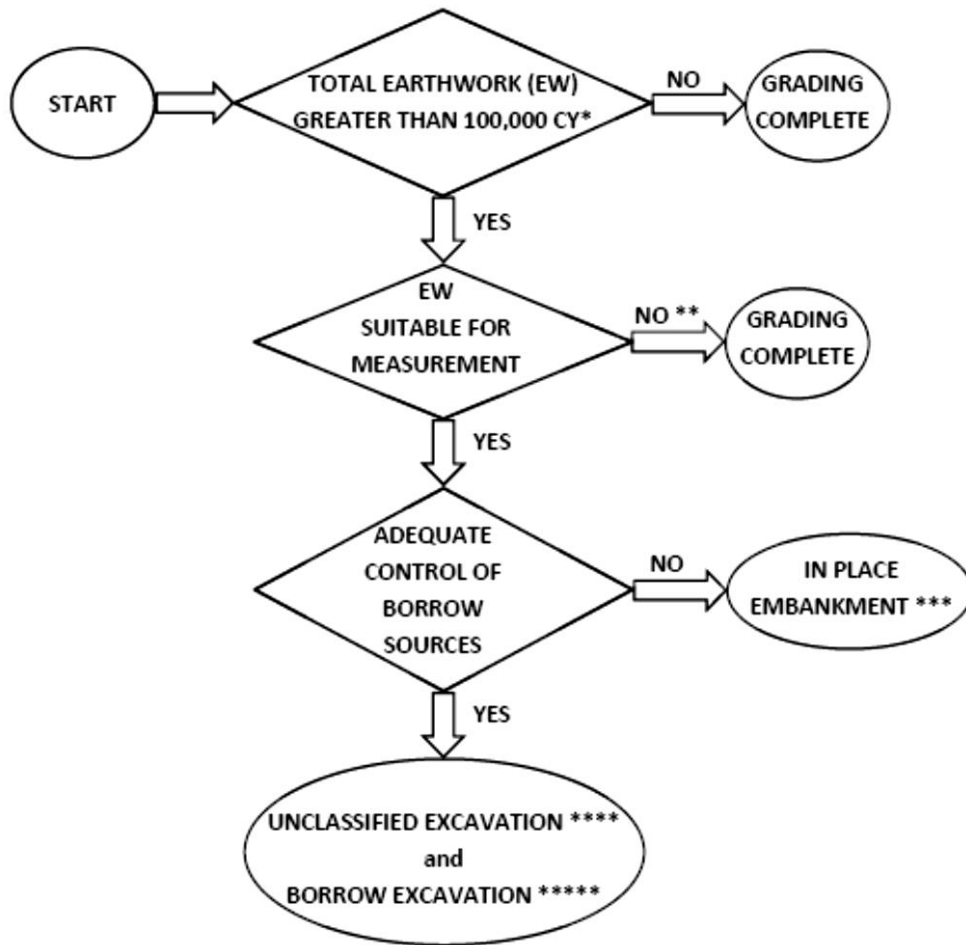 START
TOTAL EARTHWORK (EW)
GREATER THAN 100,000 CY*
NO
GRADING
COMPLETE
YES
EW
SUITABLE FOR
MEASUREMENT
NO **
GRADING
COMPLETE
YES
ADEQUATE
CONTROL OF
BORROW
SOURCES
NO
IN PLACE
EMBANKMENT ***
YES
UNCLASSIFIED EXCAVATION ****
and
BORROW EXCAVATION *****